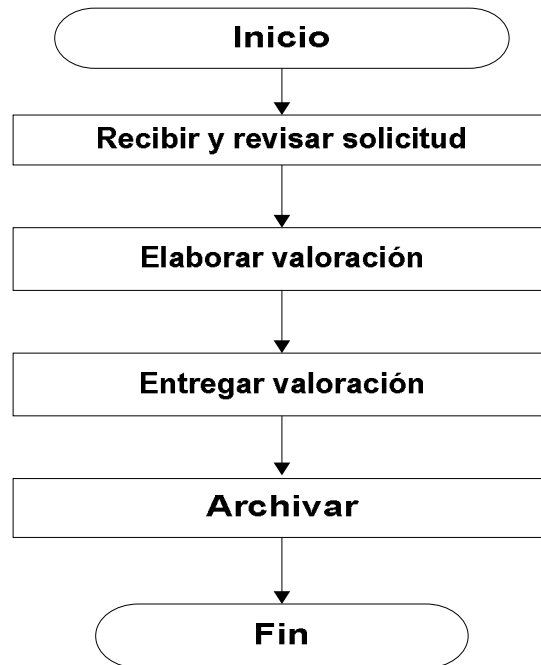 Inicio
Recibir y revisar solicitud
Elaborar valoración
Entregar valoración
Archivar
Fin